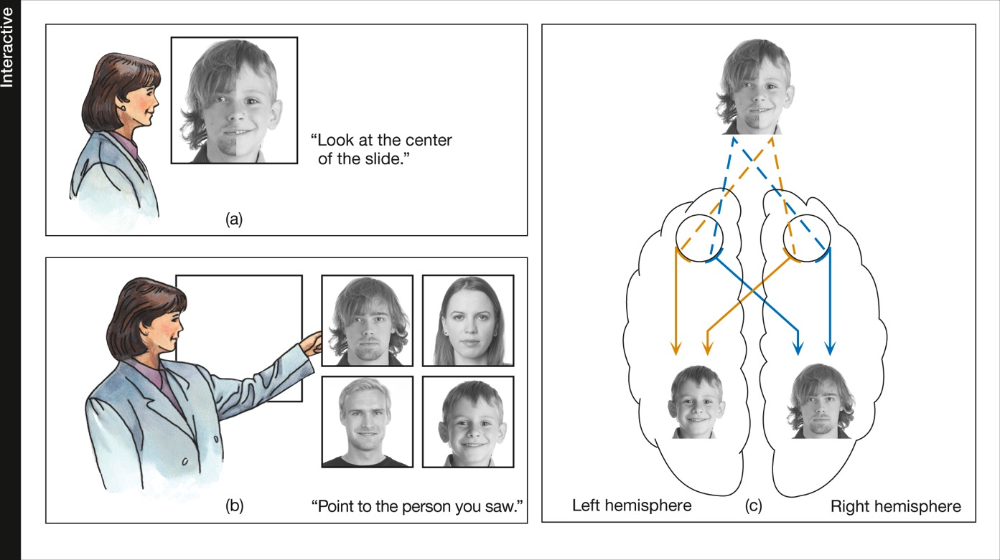 Interactive
“Look at the center
of the slide.”
(a)
(b)
“Point to the person you saw.”
Left hemisphere
(c)
Right hemisphere